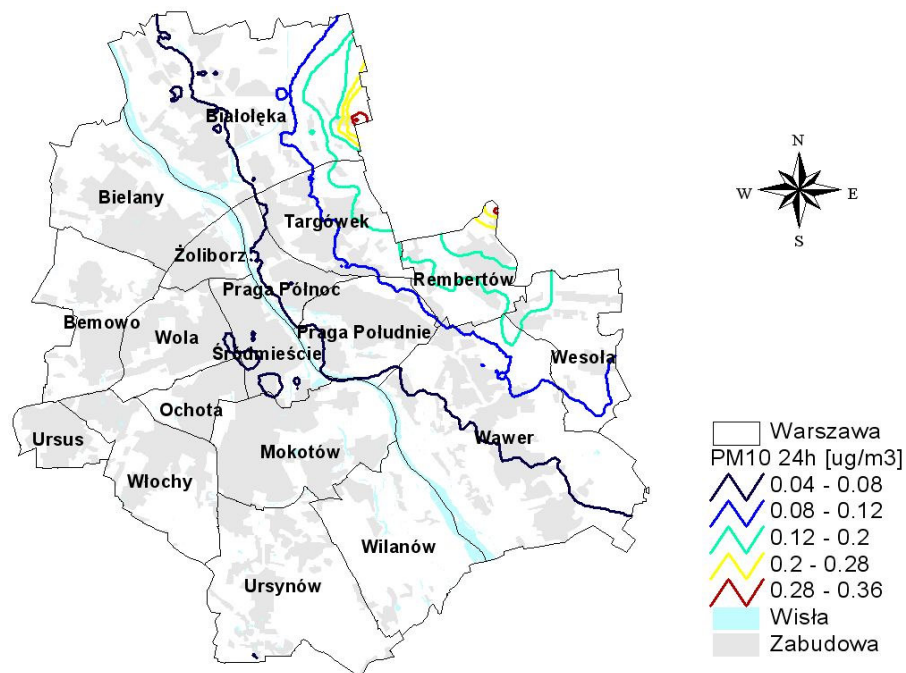 Białołęka
Bielany
Targówek
Żoliborz
Rembertów
Praga Północ
Bemowo
Wola
Praga Południe
Śródmieście
Wesoła
Ochota
Ursus
Mokotów
Wawer
Włochy
Wilanów
Ursynów
N
W E
S
Warszawa
PM10 24h [ug/m3]
0.04 - 0.08
0.08 - 0.12
0.12 - 0.2
0.2 - 0.28
0.28 - 0.36
Wisła
Zabudowa